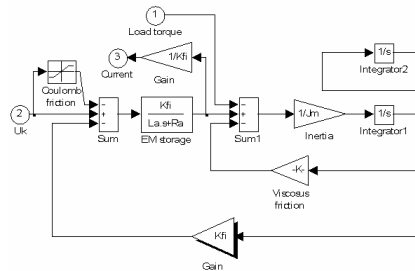 1
Load torque
3
Current
1/Kfi
Gain
1/s
Integrator2
Coulomb
friction
2
Uk
Sum
Kfi
La.s+Ra
EM storage
Sum1
1/Jm
Inertia
1/s
Integrator1
-K-
Viscosus
friction
Kfi
Gain